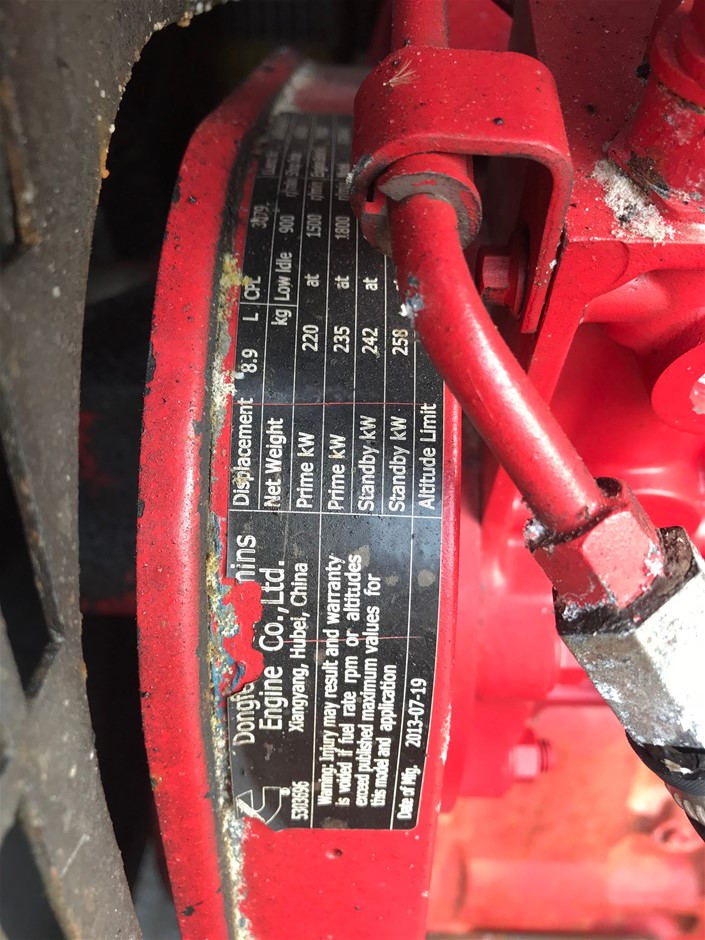 Dongf mins
Engine Co.,Ltd.
Xiangyang, Hubei, China
5303696
Warning: Injury may result and warranty
is voided if fuel rate rpm or altitudes
exceed published maximum values for
this model and application
Date of Mfg. 2013-07-19
Displacement 8.9 L CPL
Net Weight kg Low Idle 900
Prime kW 220 at 1500
Prime kW 235 at 1800
Standby kW 242 at
Standby kW 258 at
Altitude Limit